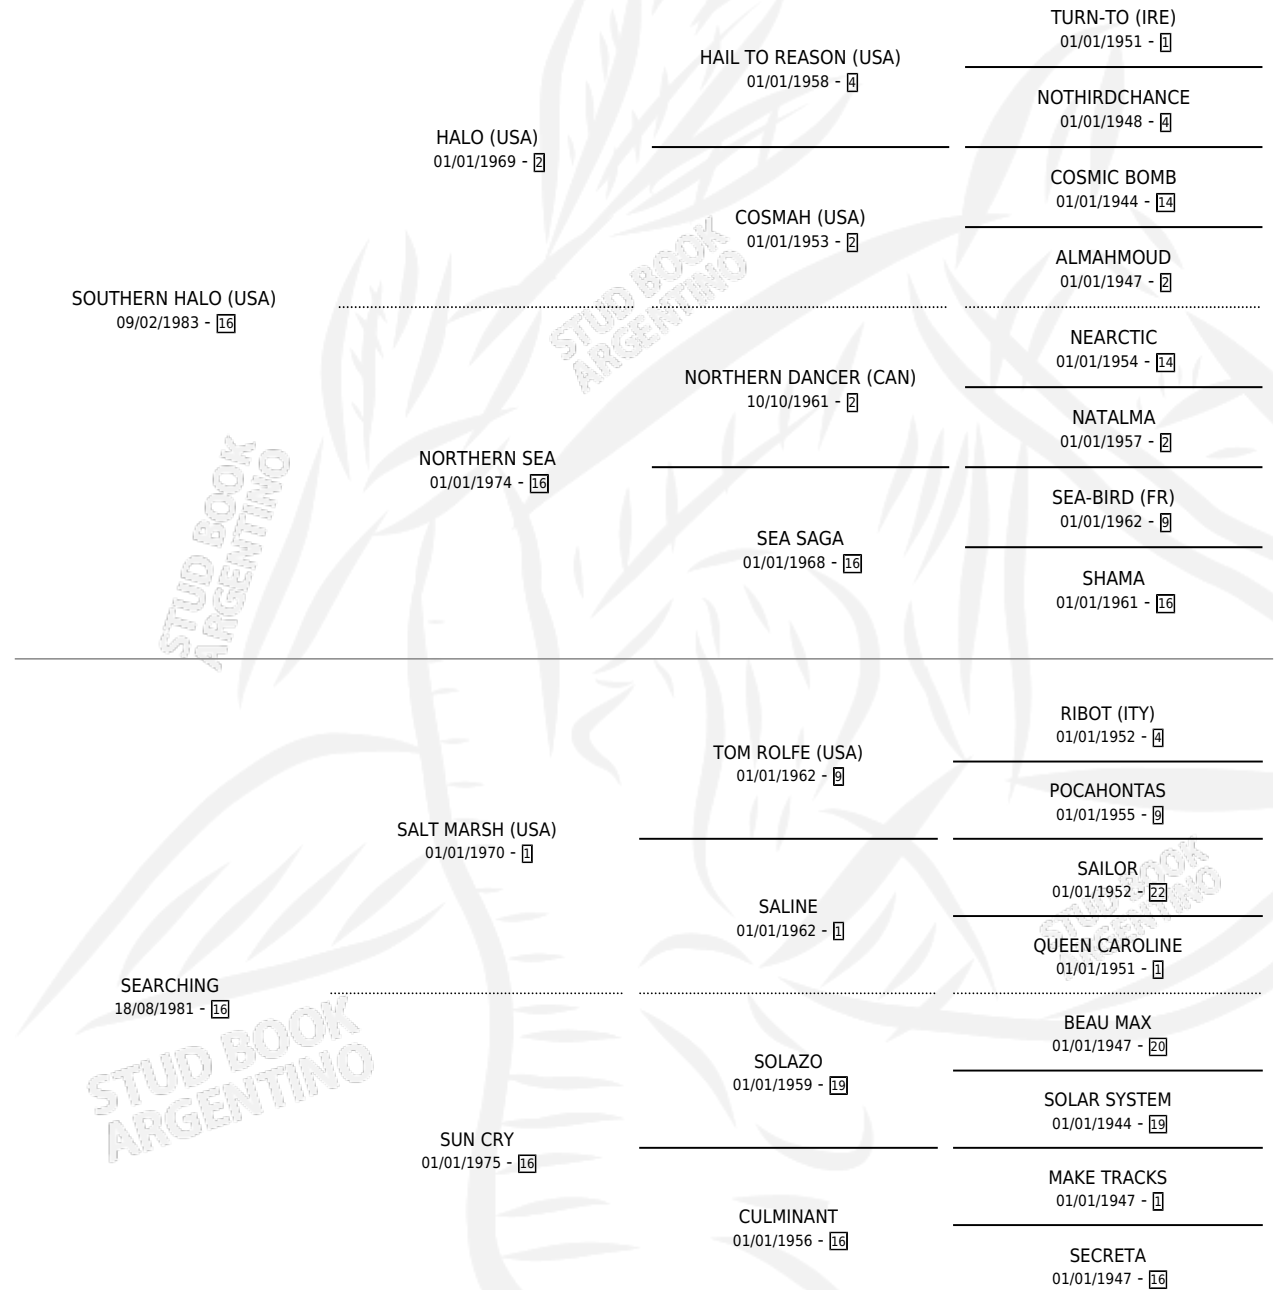 TURN-TO (IRE)
01/01/1951 - 1
HAIL TO REASON (USA)
01/01/1958 - 4
NOTHIRDCHANCE
01/01/1948 - 4
HALO (USA)
01/01/1969 - 2
COSMIC BOMB
01/01/1944 - 14
COSMAH (USA)
01/01/1953 - 2
ALMAHMOUD
01/01/1947 - 2
SOUTHERN HALO (USA)
09/02/1983 - 16
STUD BOOK
ARGENTINO
NEARCTIC
01/01/1954 - 14
NORTHERN DANCER (CAN)
10/10/1961 - 2
NATALMA
01/01/1957 - 2
NORTHERN SEA
01/01/1974 - 16
SEA-BIRD (FR)
01/01/1962 - 9
SEA SAGA
01/01/1968 - 16
SHAMA
01/01/1961 - 16
STUD BOOK
ARGENTINO
RIBOT (ITY)
01/01/1952 - 4
TOM ROLFE (USA)
01/01/1962 - 9
POCAHONTAS
01/01/1955 - 9
SALT MARSH (USA)
01/01/1970 - 1
SAILOR
01/01/1952 - 22
SALINE
01/01/1962 - 1
STUD BOOK
ARGENTINO
QUEEN CAROLINE
01/01/1951 - 1
SEARCHING
18/08/1981 - 16
STUD BOOK
ARGENTINO
BEAU MAX
01/01/1947 - 20
SOLAZO
01/01/1959 - 19
SOLAR SYSTEM
01/01/1944 - 19
SUN CRY
01/01/1975 - 16
MAKE TRACKS
01/01/1947 - 1
CULMINANT
01/01/1956 - 16
SECRETA
01/01/1947 - 16